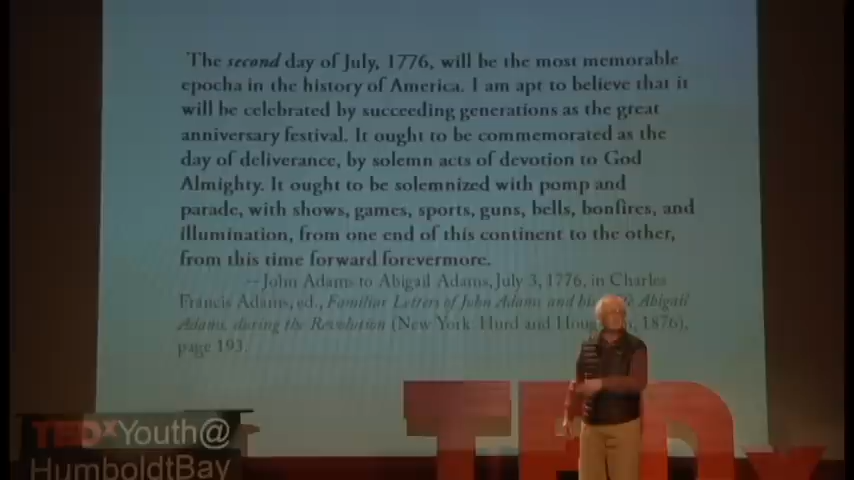 The second day of July, 1776, will be the most memorable
epocha in the history of America. I am apt to believe that it
will be celebrated by succeeding generations as the great
anniversary festival. It ought to be commemorated as the
day of deliverance, by solemn acts of devotion to God
Almighty. It ought to be solemnized with pomp and
parade, with shows, games, sports, guns, bells, bonfires, and
illumination, from one end of this continent to the other,
from this time forward forevermore.
--John Adams to Abigail Adams, July 3, 1776, in Charles
Francis Adams, ed., Familiar Letters of John Adams and his Abigail
Adams, during the Revolution (New York: Hurd and 1876),
page 193.
TEDx
TEDxYouth@
HumboldtBay